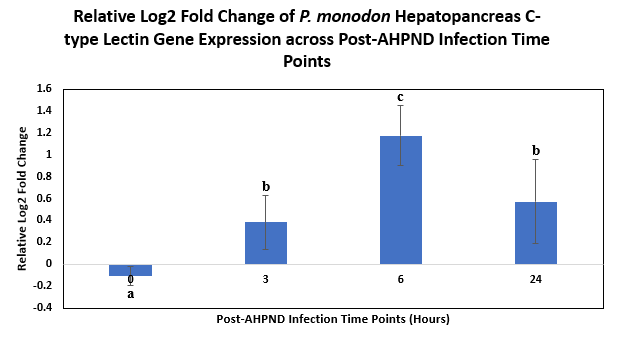 Relative Log2 Fold Change of P. monodon Hepatopancreas C-
type Lectin Gene Expression across Post-AHPND Infection Time
Points
Relative Log2 Fold Change
1.6
1.4
1.2
1
0.8
0.6
0.4
0.2
0
-0.2
-0.4
a
b
c
b
0 3 6 24
Post-AHPND Infection Time Points (Hours)